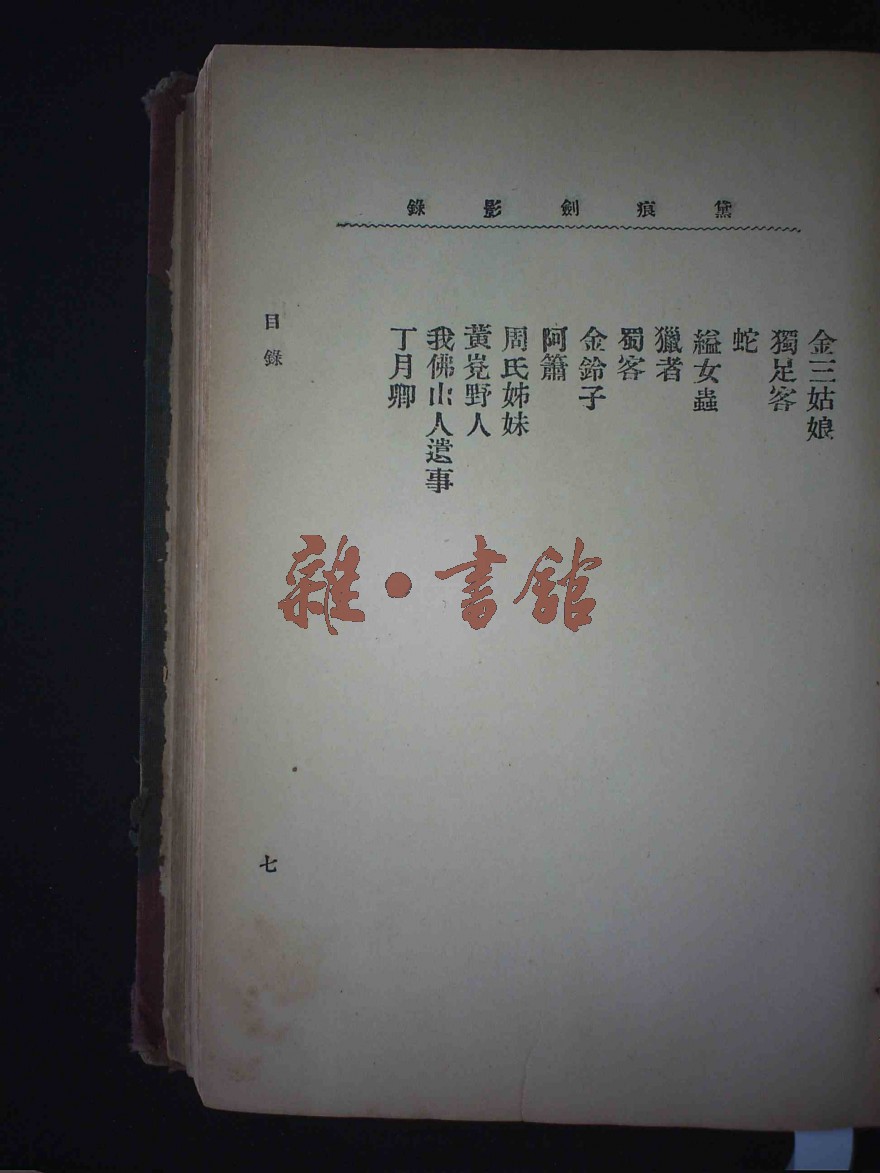 黛痕劍影錄
金三姑娘
獨足客
蛇
縊女蟲
獵者
蜀客
金鈴子
阿簫
周氏姊妹
黃覍野人
我佛山人遺事
丁月卿
目錄
七
雜·書館